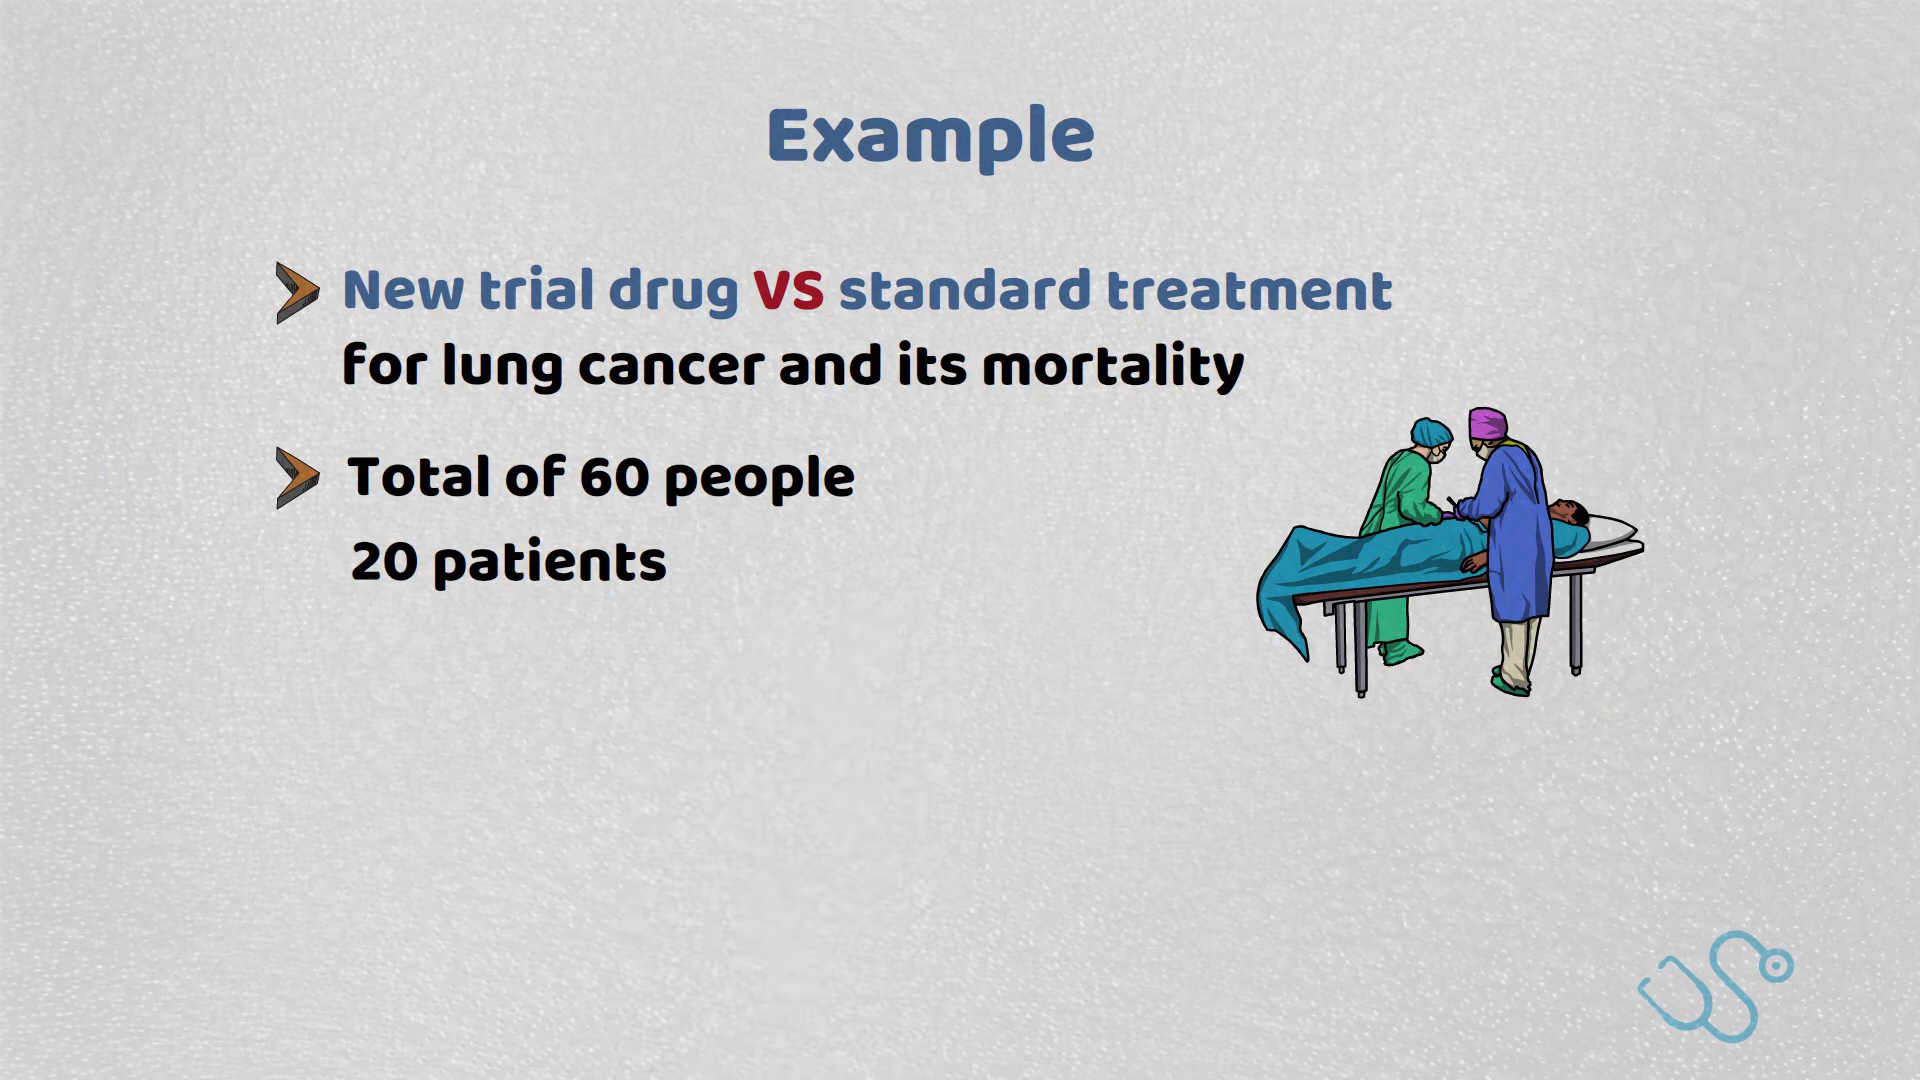 Example
New trial drug VS standard treatment
for lung cancer and its mortality
Total of 60 people
20 patients